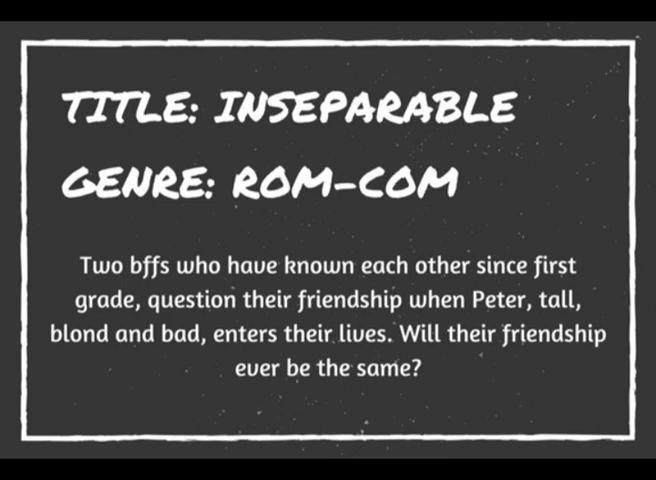 TITLE: INSEPARABLE
GENRE: ROM-COM
Two bffs who have known each other since first
grade, question their friendship when Peter, tall,
blond and bad, enters their lives. Will their friendship
ever be the same?